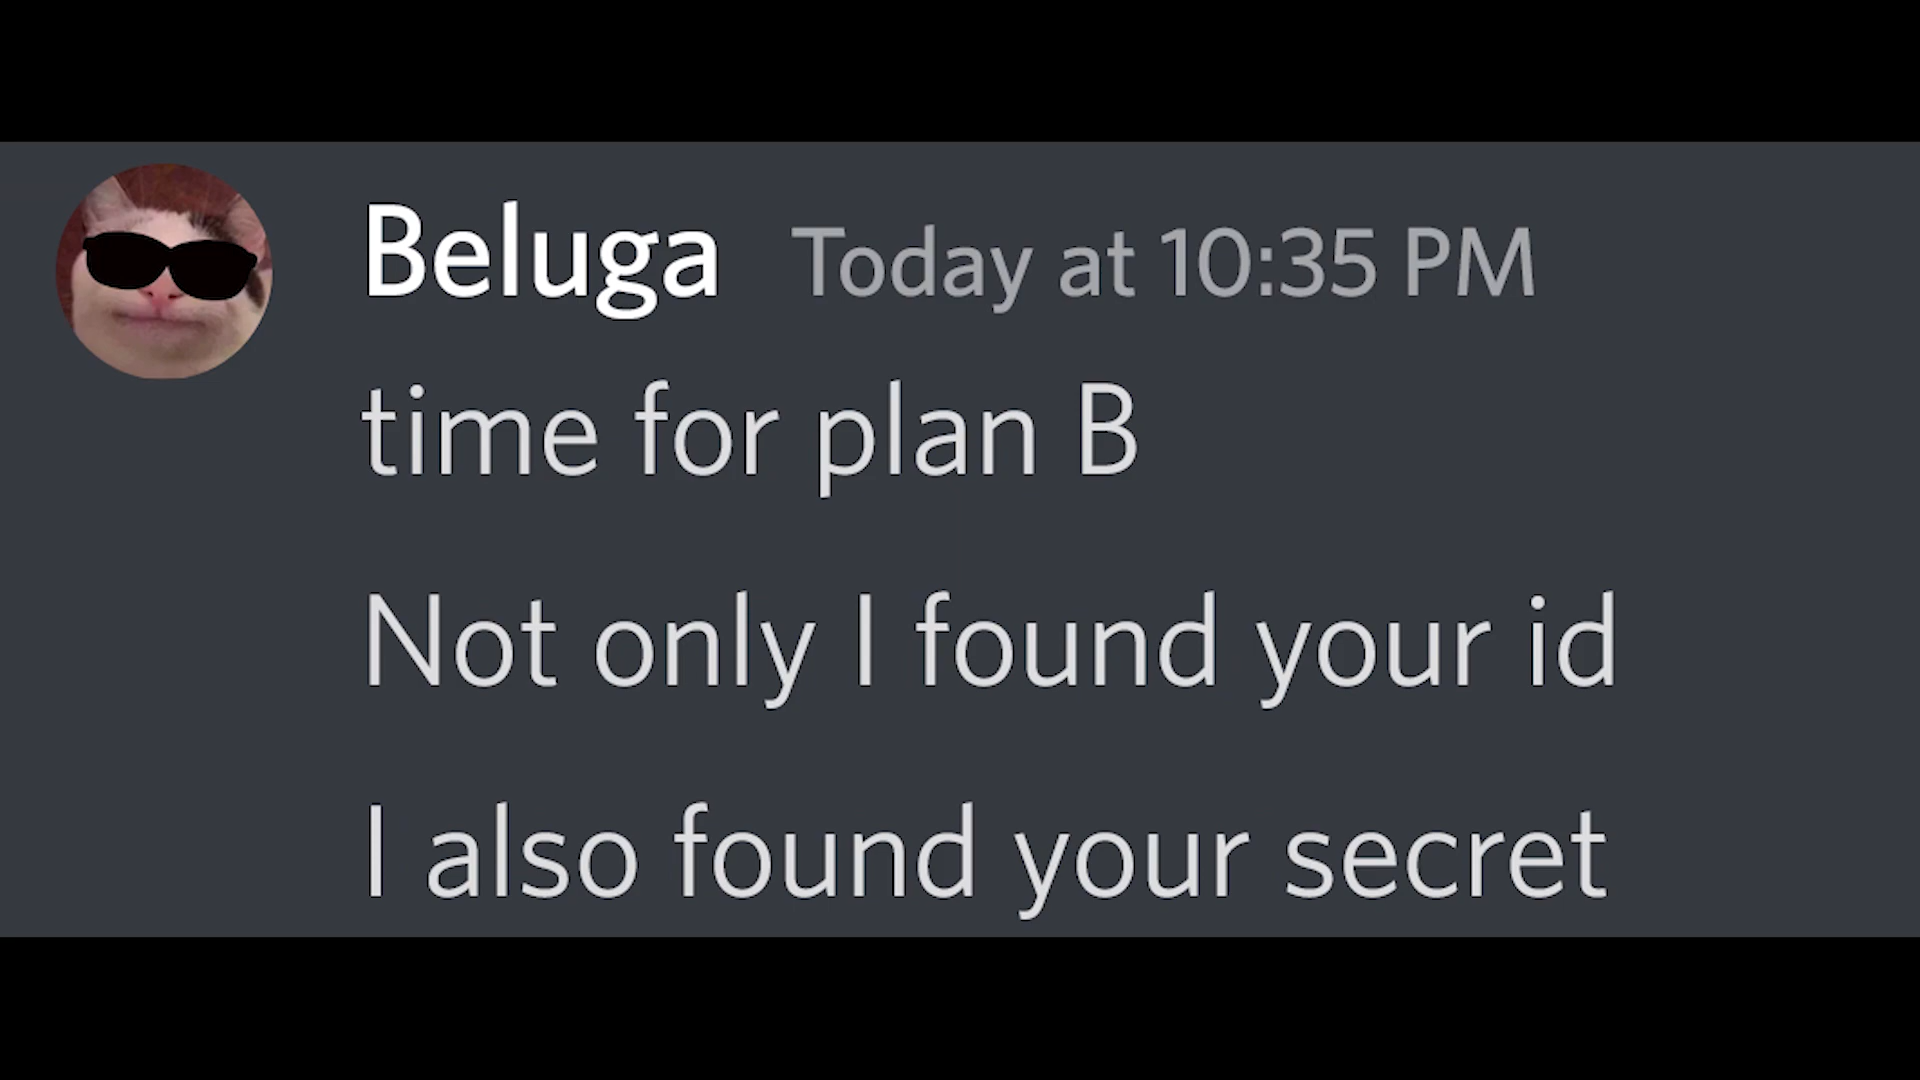 Beluga Today at 10:35 PM
time for plan B
Not only I found your id
I also found your secret